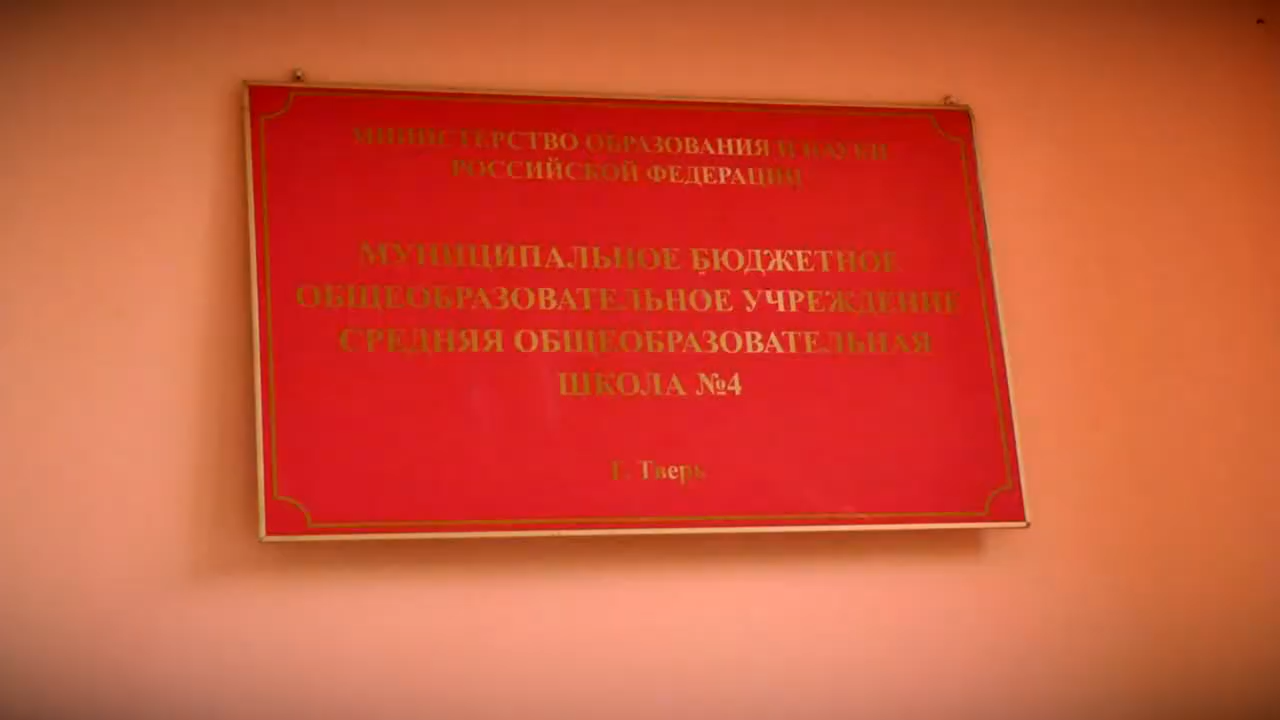 МИНИСТЕРСТВО ОБРАЗОВАНИЯ И НАУКИ
РОССИЙСКОЙ ФЕДЕРАЦИИ
МУНИЦИПАЛЬНОЕ БЮДЖЕТНОЕ
ОБЩЕОБРАЗОВАТЕЛЬНОЕ УЧРЕЖДЕНИЕ
СРЕДНЯЯ ОБЩЕОБРАЗОВАТЕЛЬНАЯ
ШКОЛА №4
Г. Тверь